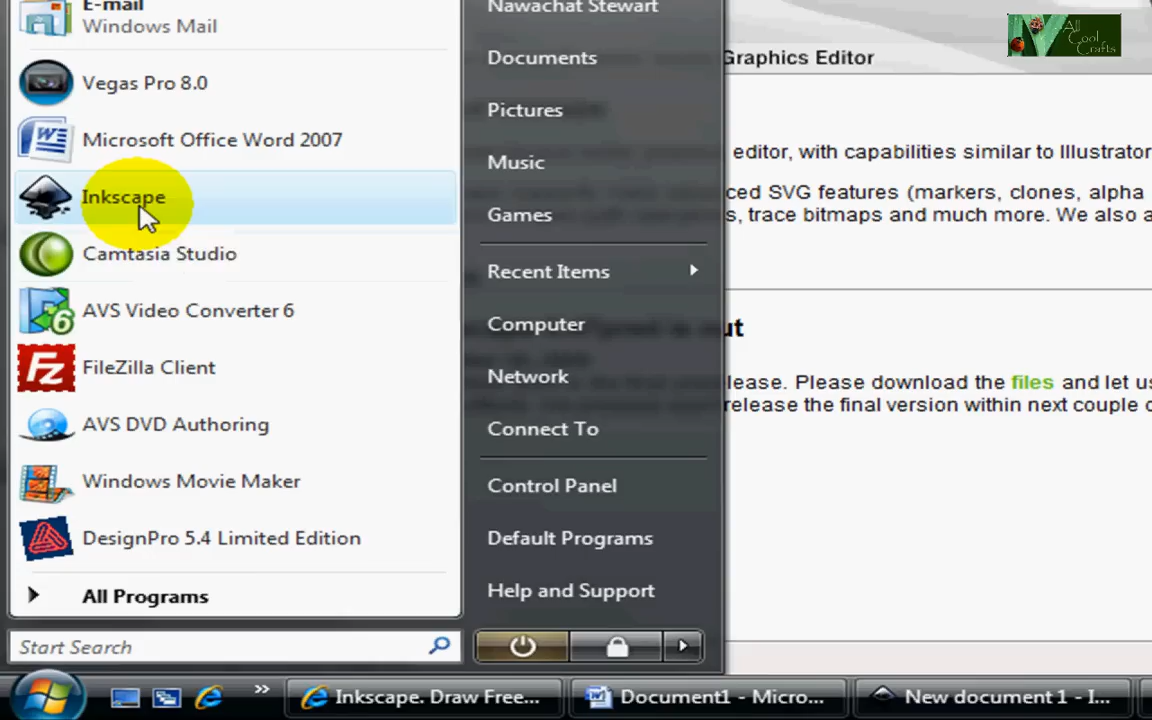 E-mail
Windows Mail
Vegas Pro 8.0
Microsoft Office Word 2007
Inkscape
Camtasia Studio
AVS Video Converter 6
FileZilla Client
AVS DVD Authoring
Windows Movie Maker
DesignPro 5.4 Limited Edition
All Programs
Start Search
Nawachat Stewart
Documents
Pictures
Music
Games
Recent Items
Computer
Network
Connect To
Control Panel
Default Programs
Help and Support
Graphics Editor
editor, with capabilities similar to Illustrator
ced SVG features (markers, clones, alpha
s, trace bitmaps and much more. We also a
is out
lease. Please download the files and let us
release the final version within next couple o
All
Cool
Crafts
Inkscape. Draw Free...
Document1 - Micro...
New document 1 - I...